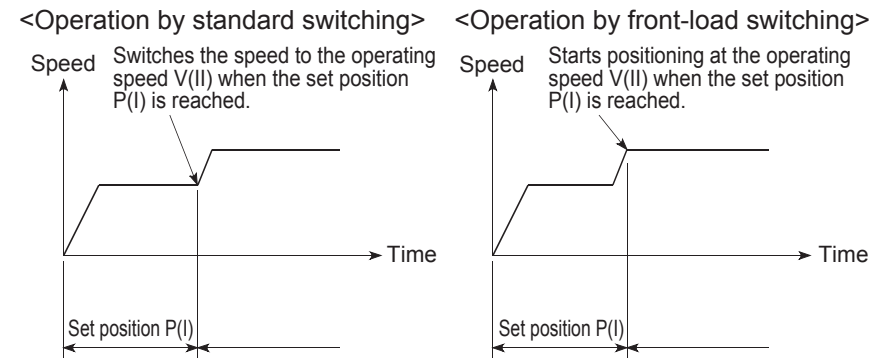 <Operation by standard switching>
Speed
Switches the speed to the operating
speed V(II) when the set position
P(I) is reached.
Time
Set position P(I)
<Operation by front-load switching>
Speed
Starts positioning at the operating
speed V(II) when the set position
P(I) is reached.
Time
Set position P(I)